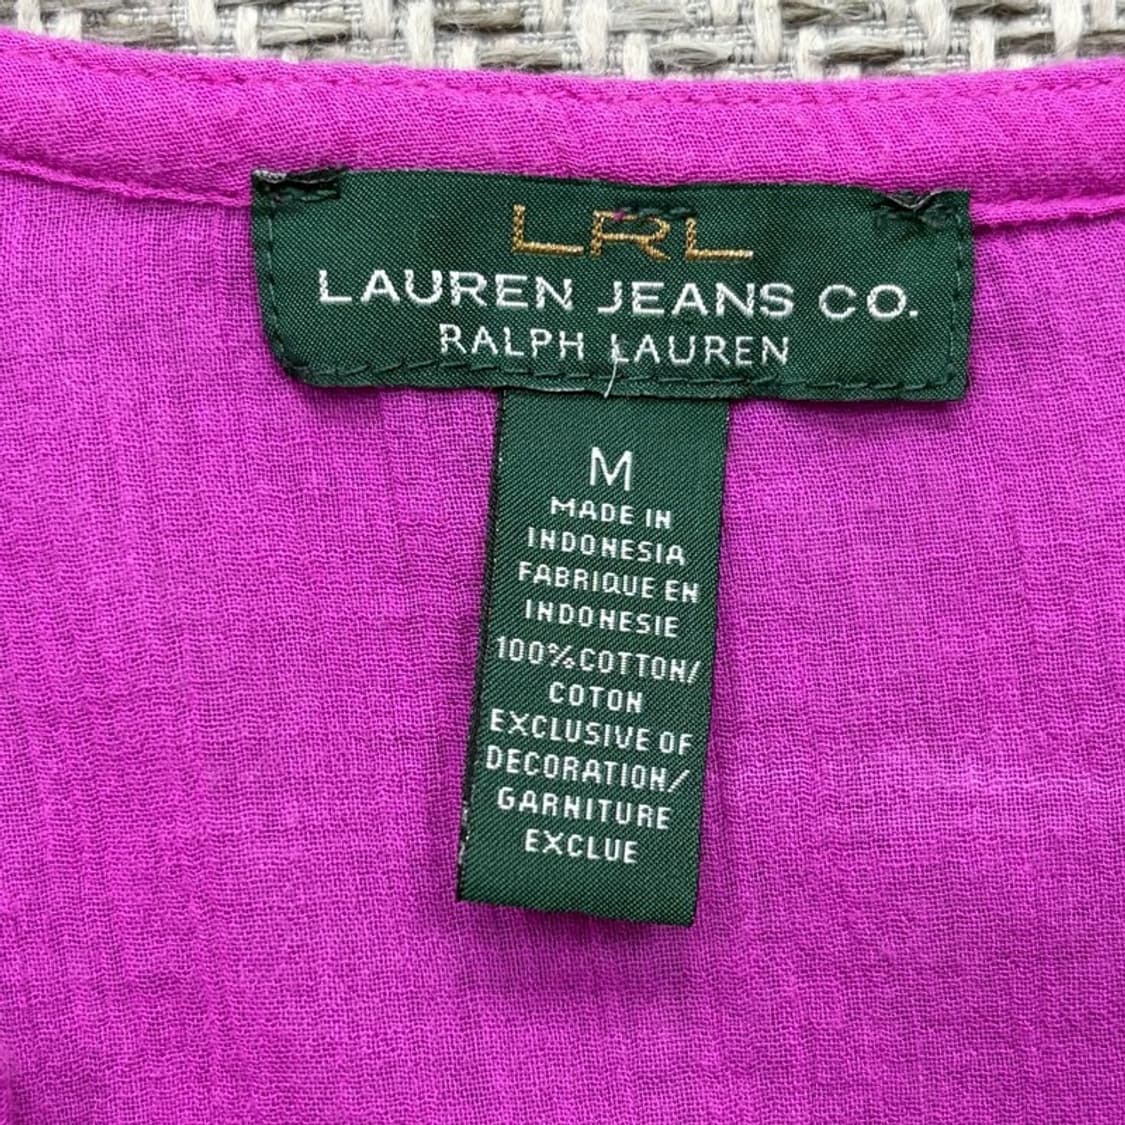 LRL
LAUREN JEANS CO.
RALPH LAUREN
M
MADE IN
INDONESIA
FABRIQUE EN
INDONESIE
100%COTTON/
COTON
EXCLUSIVE OF
DECORATION/
GARNITURE
EXCLUE